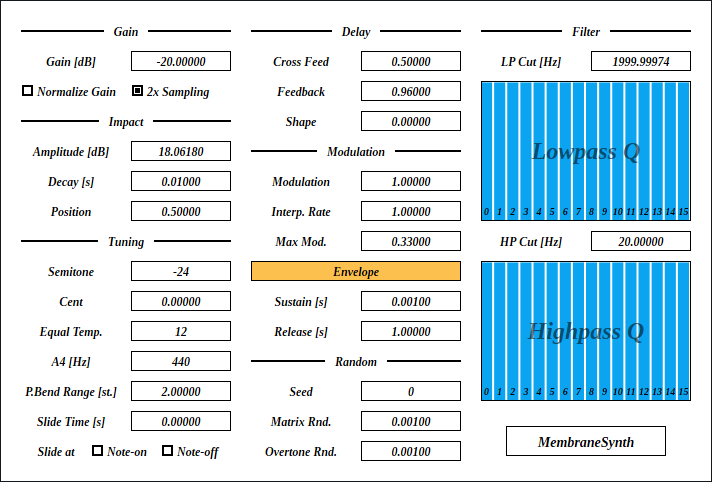 Gain
Gain [dB] -20.00000
Normalize Gain 2x Sampling
Impact
Amplitude [dB] 18.06180
Decay [s] 0.01000
Position 0.50000
Tuning
Semitone -24
Cent 0.00000
Equal Temp. 12
A4 [Hz] 440
P.Bend Range [st.] 2.00000
Slide Time [s] 0.00000
Slide at Note-on Note-off
Delay
Cross Feed 0.50000
Feedback 0.96000
Shape 0.00000
Modulation
Modulation 1.00000
Interp. Rate 1.00000
Max Mod. 0.33000
Envelope
Sustain [s] 0.00100
Release [s] 1.00000
Random
Seed 0
Matrix Rnd. 0.00100
Overtone Rnd. 0.00100
Filter
LP Cut [Hz] 1999.99974
Lowpass Q
0 1 2 3 4 5 6 7 8 9 10 11 12 13 14 15
HP Cut [Hz] 20.00000
Highpass Q
0 1 2 3 4 5 6 7 8 9 10 11 12 13 14 15
MembraneSynth